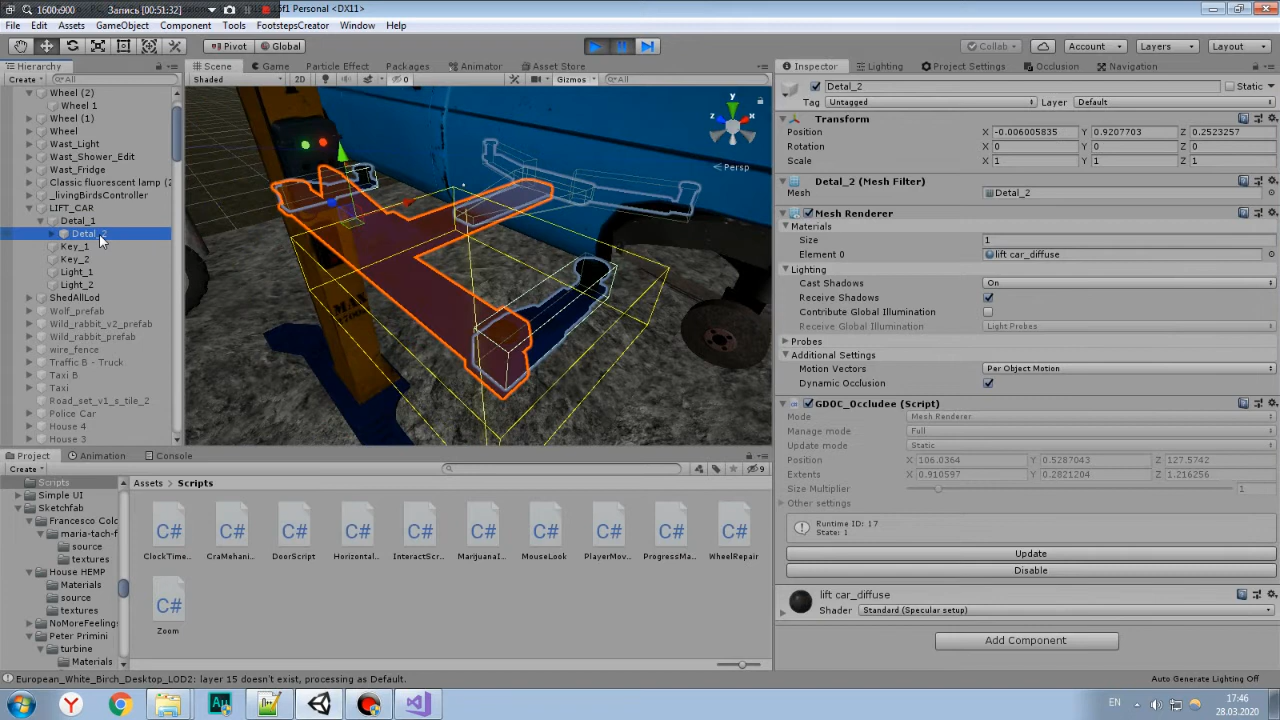 1600x900 Запись [00:51:32] 5f1 Personal <DX11>
File Edit Assets GameObject Component Tools FootstepsCreator Window Help
Pivot Global Collab Account Layers Layout
Hierarchy Scene Game Particle Effect Packages Animator Asset Store Inspector Lighting Project Settings Occlusion Navigation
Create All Shaded 2D 0 Gizmos All
Wheel (2)
Wheel 1
Wheel (1)
Wheel
Wast_Light
Wast_Shower_Edit
Wast_Fridge
Classic fluorescent lamp (2
_livingBirdsController
LIFT_CAR
Detal_1
Detal_2
Key_1
Key_2
Light_1
Light_2
ShedAllLod
Wolf_prefab
Wild_rabbit_v2_prefab
Wild_rabbit_prefab
wire_fence
Traffic B - Truck
Taxi B
Taxi
Road_set_v1_s_tile_2
Police Car
House 4
House 3
y
z x
Persp
Detal_2 Static
Tag Untagged Layer Default
Transform
Position X -0.006005835 Y 0.9207703 Z 0.2523257
Rotation X 0 Y 0 Z 0
Scale X 1 Y 1 Z 1
Detal_2 (Mesh Filter)
Mesh Detal_2
Mesh Renderer
Materials
Size 1
Element 0 lift car_diffuse
Lighting
Cast Shadows On
Receive Shadows
Contribute Global Illumination
Receive Global Illumination Light Probes
Probes
Additional Settings
Motion Vectors Per Object Motion
Dynamic Occlusion
GDOC_Occludee (Script)
Mode Mesh Renderer
Manage mode Full
Update mode Static
Position X 106.0364 Y 0.5287043 Z 127.5742
Extents X 0.910597 Y 0.2821204 Z 1.216256
Size Multiplier 1
Other settings
Runtime ID: 17
State: 1
Update
Disable
lift car_diffuse
Shader Standard (Specular setup)
Add Component
Project Animation Console
Create 9
Scripts
Simple UI
Sketchfab
Francesco Colc
maria-tach-f
source
textures
House HEMP
Materials
source
textures
NoMoreFeelings
Peter Primini
turbine
Materials
Assets Scripts
C# C# C# C# C# C# C# C# C# C#
ClockTime... CraMehani... DoorScript Horizontal... InteractScr... MarijuanaI... MouseLook PlayerMov... ProgressMa... WheelRepair
C#
Zoom
European_White_Birch_Desktop_LOD2: layer 15 doesn't exist, processing as Default.
Auto Generate Lighting Off
Au
EN 17:46
28.03.2020